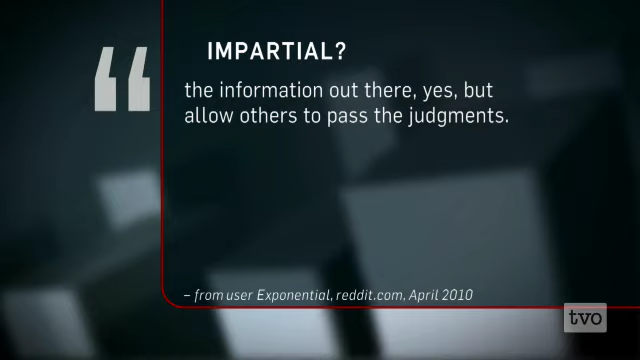 IMPARTIAL?
the information out there, yes, but
allow others to pass the judgments.
– from user Exponential, reddit.com, April 2010
tvo